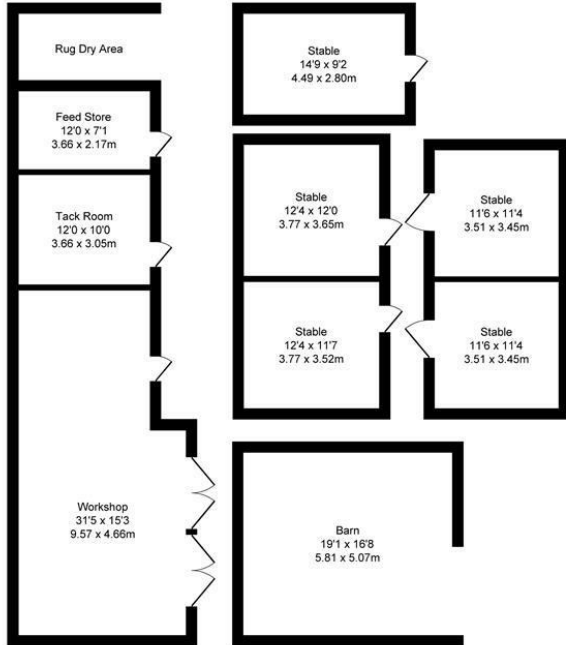 Rug Dry Area
Feed Store
12'0 x 7'1
3.66 x 2.17m
Tack Room
12'0 x 10'0
3.66 x 3.05m
Workshop
31'5 x 15'3
9.57 x 4.66m
Stable
14'9 x 9'2
4.49 x 2.80m
Stable
12'4 x 12'0
3.77 x 3.65m
Stable
11'6 x 11'4
3.51 x 3.45m
Stable
12'4 x 11'7
3.77 x 3.52m
Stable
11'6 x 11'4
3.51 x 3.45m
Barn
19'1 x 16'8
5.81 x 5.07m